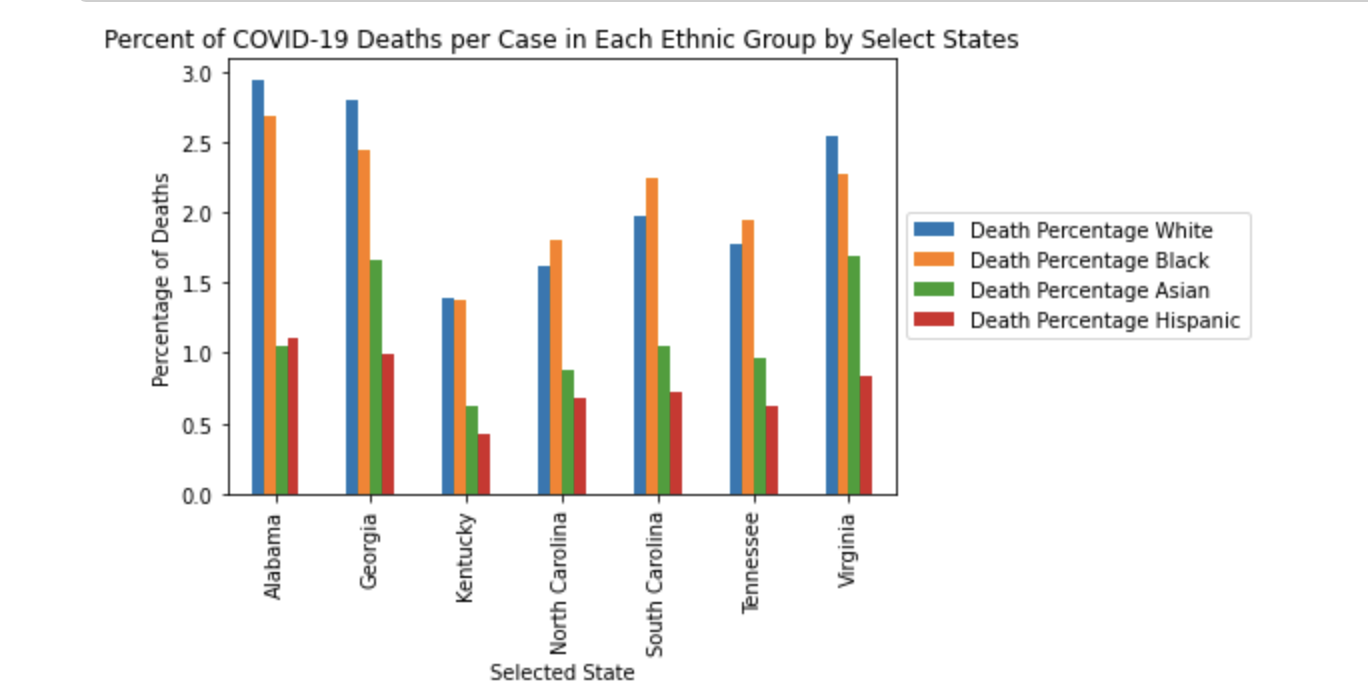 Percent of COVID-19 Deaths per Case in Each Ethnic Group by Select States
Percentage of Deaths
3.0
2.5
2.0
1.5
1.0
0.5
0.0
Alabama
Georgia
Kentucky
North Carolina
South Carolina
Tennessee
Virginia
Selected State
Death Percentage White
Death Percentage Black
Death Percentage Asian
Death Percentage Hispanic